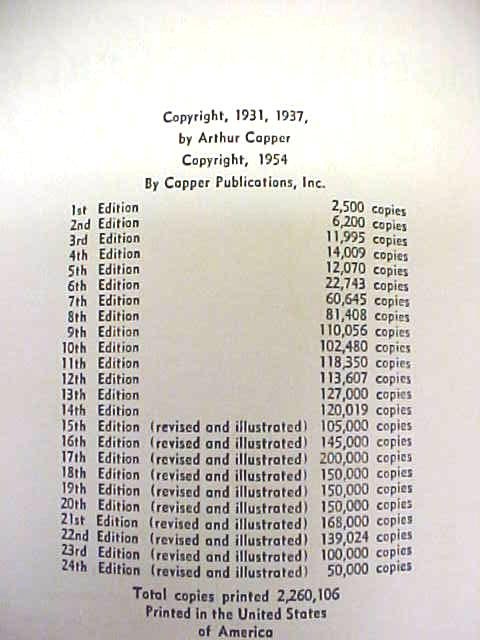 Copyright, 1931, 1937,
by Arthur Capper
Copyright, 1954
By Capper Publications, Inc.
1st Edition 2,500 copies
2nd Edition 6,200 copies
3rd Edition 11,995 copies
4th Edition 14,009 copies
5th Edition 12,070 copies
6th Edition 22,743 copies
7th Edition 60,645 copies
8th Edition 81,408 copies
9th Edition 110,056 copies
10th Edition 102,480 copies
11th Edition 118,350 copies
12th Edition 113,607 copies
13th Edition 127,000 copies
14th Edition 120,019 copies
15th Edition (revised and illustrated) 105,000 copies
16th Edition (revised and illustrated) 145,000 copies
17th Edition (revised and illustrated) 200,000 copies
18th Edition (revised and illustrated) 150,000 copies
19th Edition (revised and illustrated) 150,000 copies
20th Edition (revised and illustrated) 150,000 copies
21st Edition (revised and illustrated) 168,000 copies
22nd Edition (revised and illustrated) 139,024 copies
23rd Edition (revised and illustrated) 100,000 copies
24th Edition (revised and illustrated) 50,000 copies
Total copies printed 2,260,106
Printed in the United States
of America